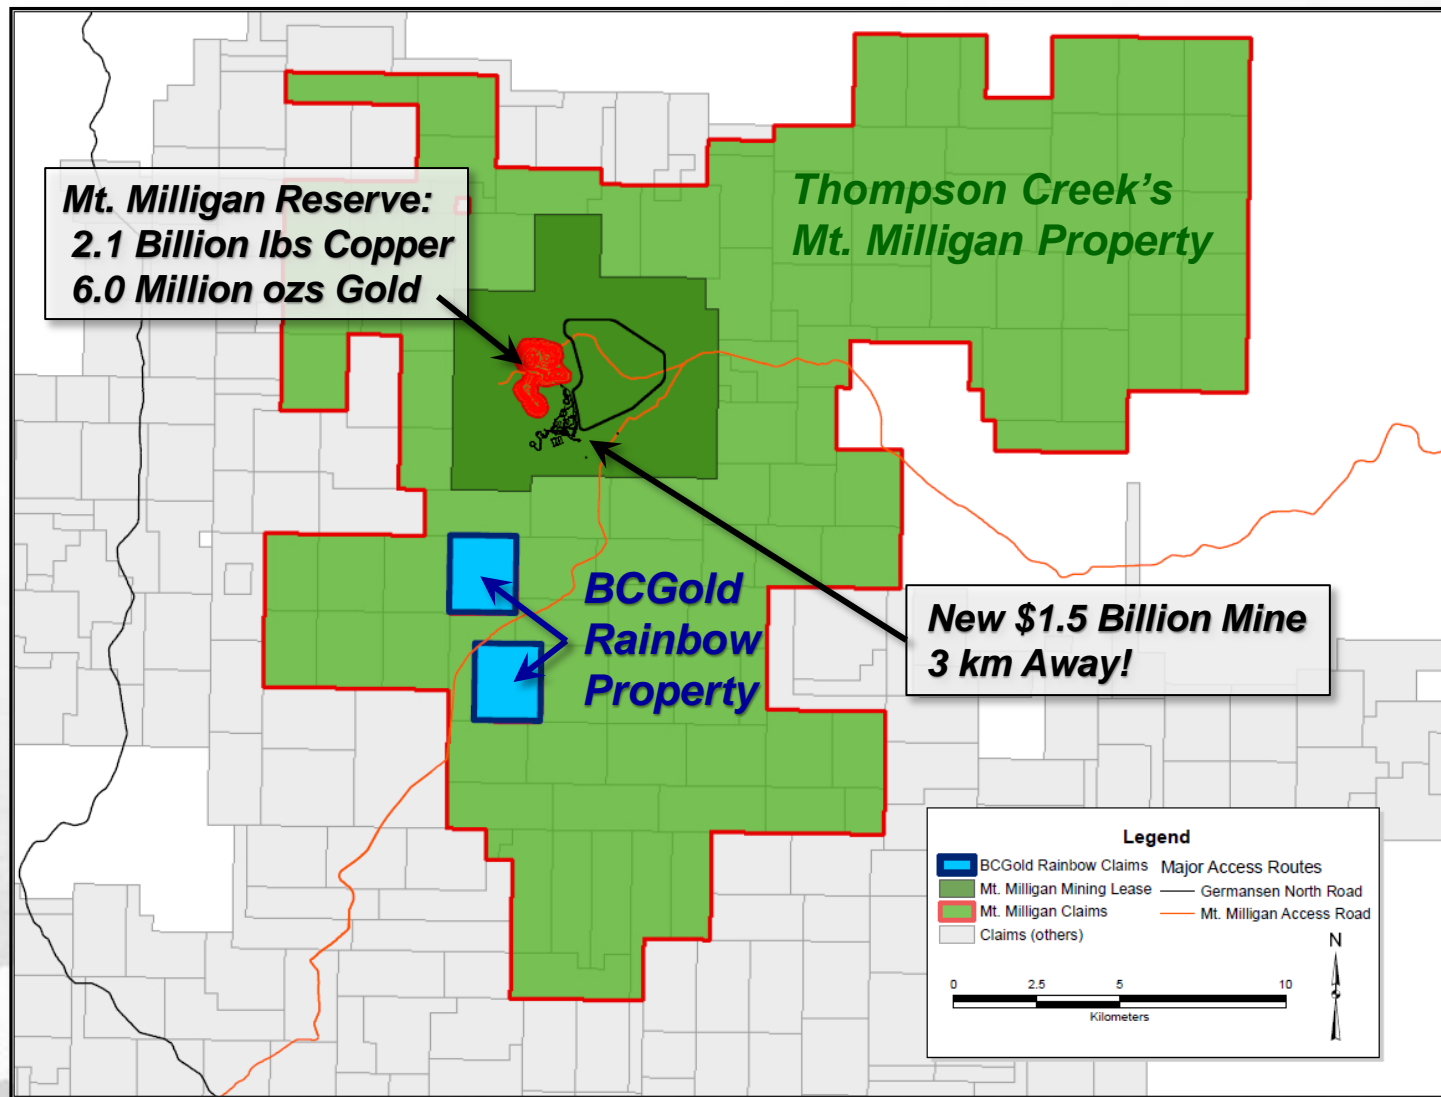 Thompson Creek's
Mt. Milligan Property
Mt. Milligan Reserve:
2.1 Billion lbs Copper
6.0 Million ozs Gold
BCGold
Rainbow
Property
New $1.5 Billion Mine
3 km Away!
Legend
BCGold Rainbow Claims
Mt. Milligan Mining Lease
Mt. Milligan Claims
Claims (others)
Major Access Routes
Germansen North Road
Mt. Milligan Access Road
N
0 2.5 5 10
Kilometers